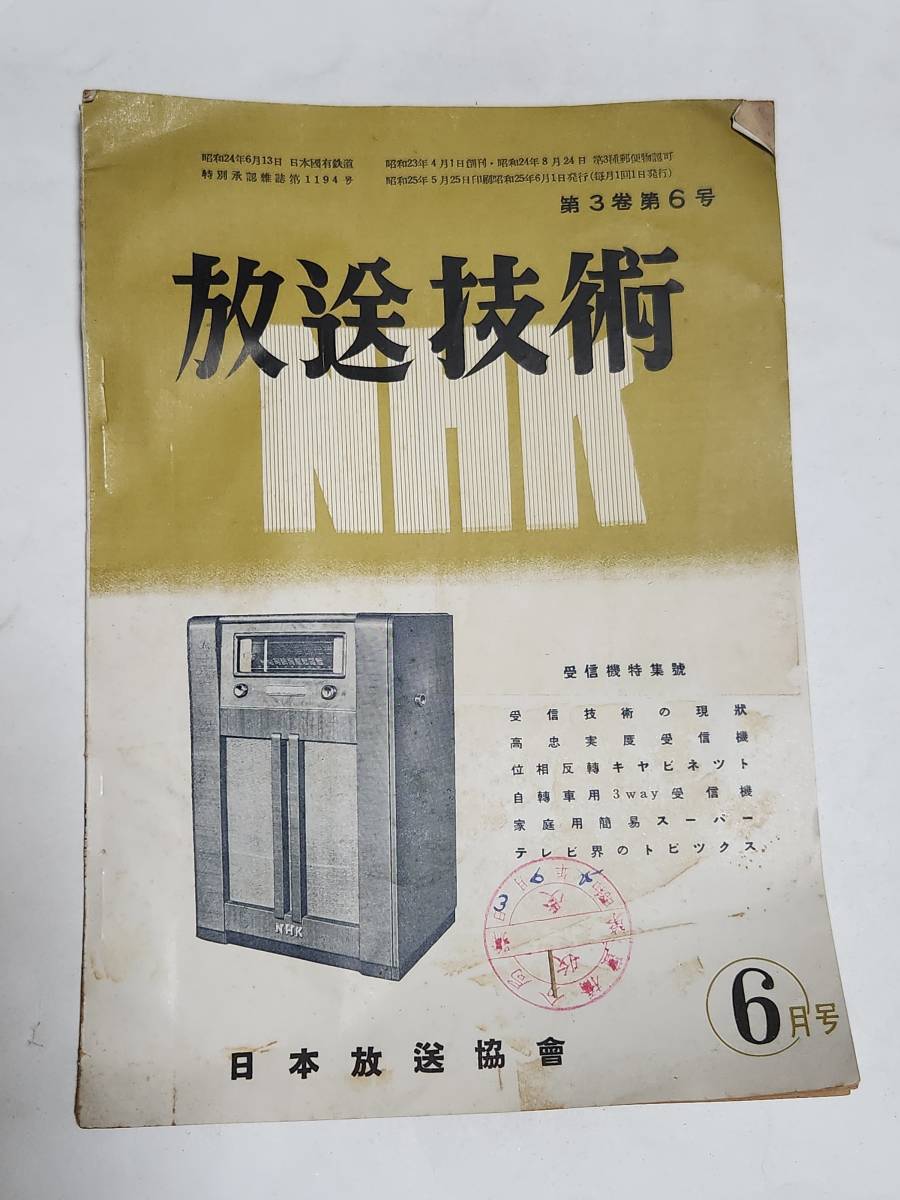 昭和24年6月13日 日本國有鉄道
特別承認雑誌第1194号
昭和23年4月1日創刊・昭和24年8月24日 第3種郵便物認可
昭和25年5月25日印刷昭和25年6月1日発行(毎月1回1日発行)
第3巻第6号
放送技術
NHK
受信機特集號
受信技術の現狀
高忠実度受信機
位相反轉キヤビネツト
自轉車用3way受信機
家庭用簡易スーパー
テレビ界のトピツクス
NHK
6月号
日本放送協會